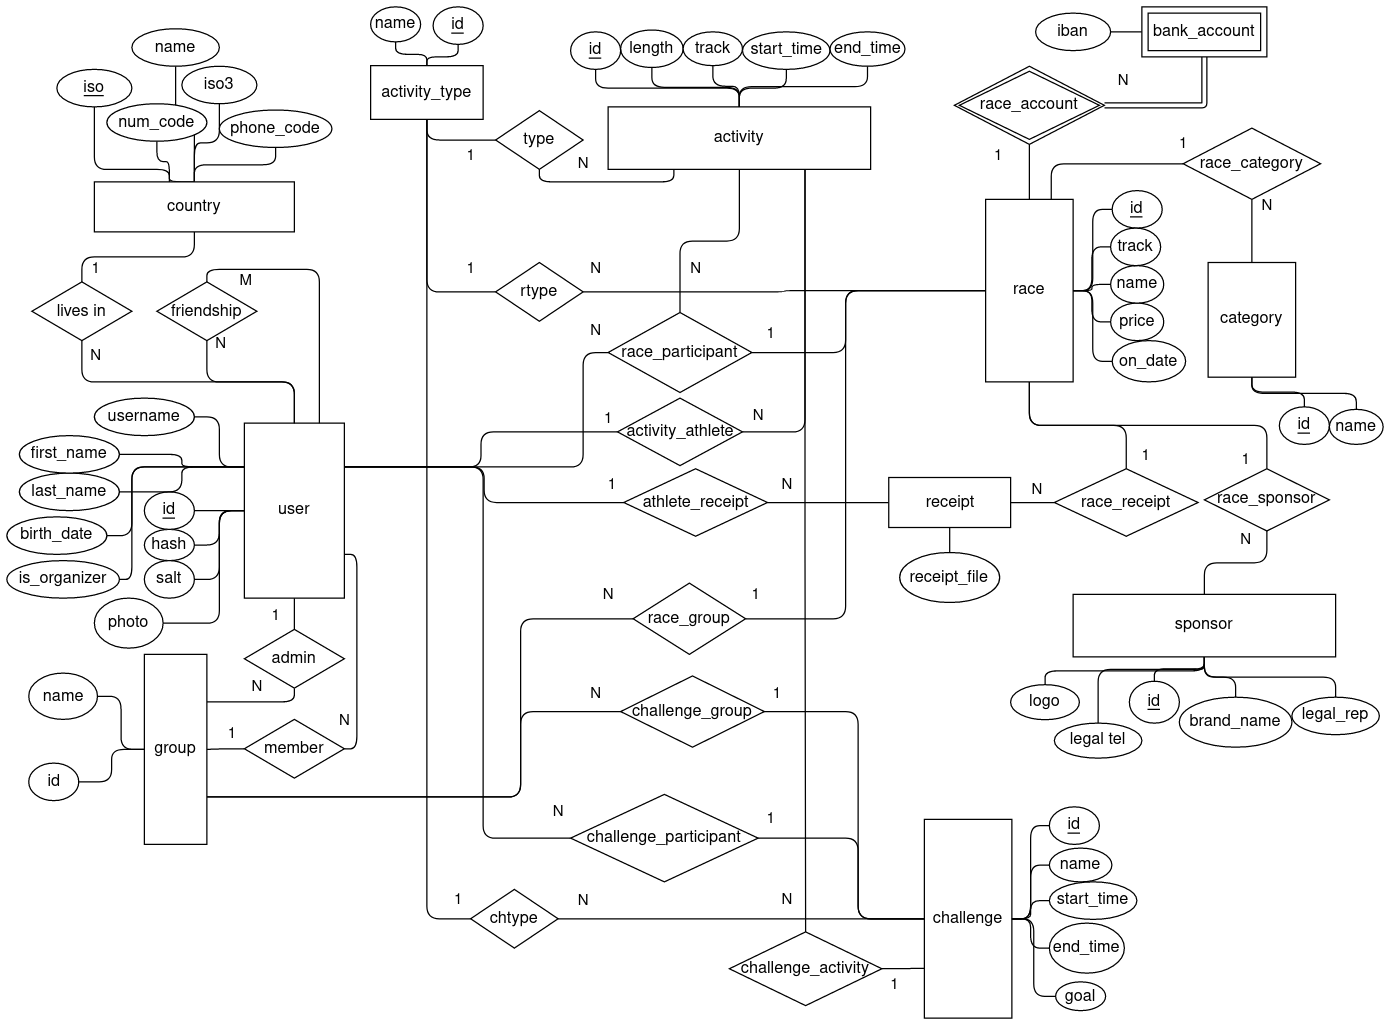 name
id
iban
bank_account
N
name
iso
iso3
num_code
phone_code
activity_type
id
length
track
start_time
end_time
race_account
activity
type
1
N
1
1
race_category
N
country
id
track
name
price
on_date
1
M
lives in
friendship
N
N
1
rtype
N
N
race
category
id
name
N
race_participant
1
username
first_name
last_name
birth_date
is_organizer
id
hash
salt
photo
user
1
activity_athlete
N
1
athlete_receipt
N
receipt
N
1
race_receipt
1
race_sponsor
N
receipt_file
N
race_group
1
sponsor
logo
legal tel
id
brand_name
legal_rep
1
admin
N
name
id
group
1
member
N
N
challenge_group
1
N
challenge_participant
1
1
chtype
N
N
challenge
id
name
start_time
end_time
goal
challenge_activity
1